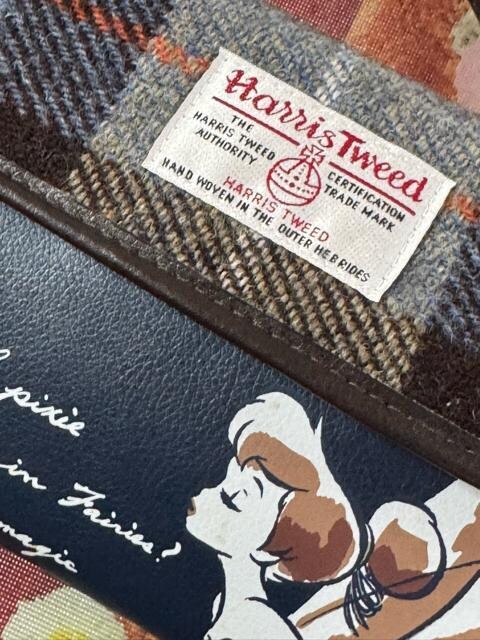 Harris Tweed
THE HARRIS TWEED AUTHORITY
CERTIFICATION TRADE MARK
HARRIS TWEED
HAND WOVEN IN THE OUTER HEBRIDES
pixie
in Fairies?
magic